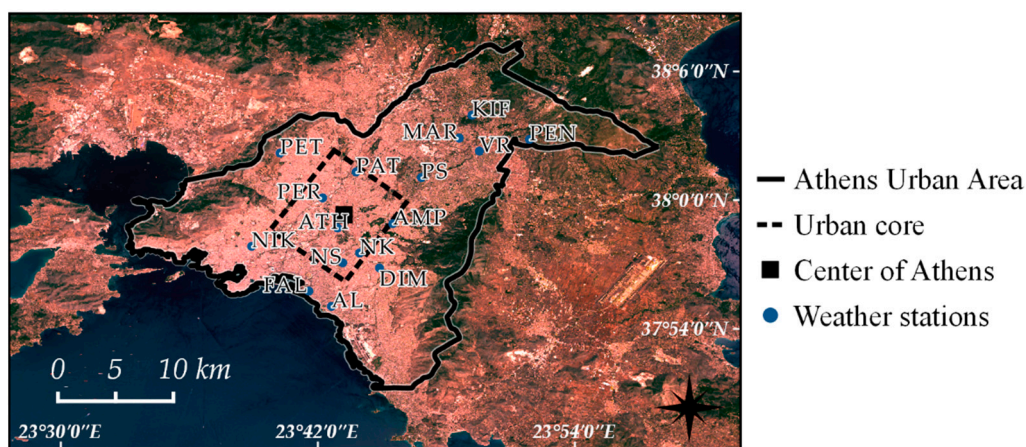 38°6'0"N
KIF
MAR
PEN
VR
PET
PAT
PS
PER
38°0'0"N
ATH
AMP
NIK
NS
NK
DIM
FAL
AL
37°54'0"N
0 5 10 km
23°30'0"E
23°42'0"E
23°54'0"E
Athens Urban Area
Urban core
Center of Athens
Weather stations